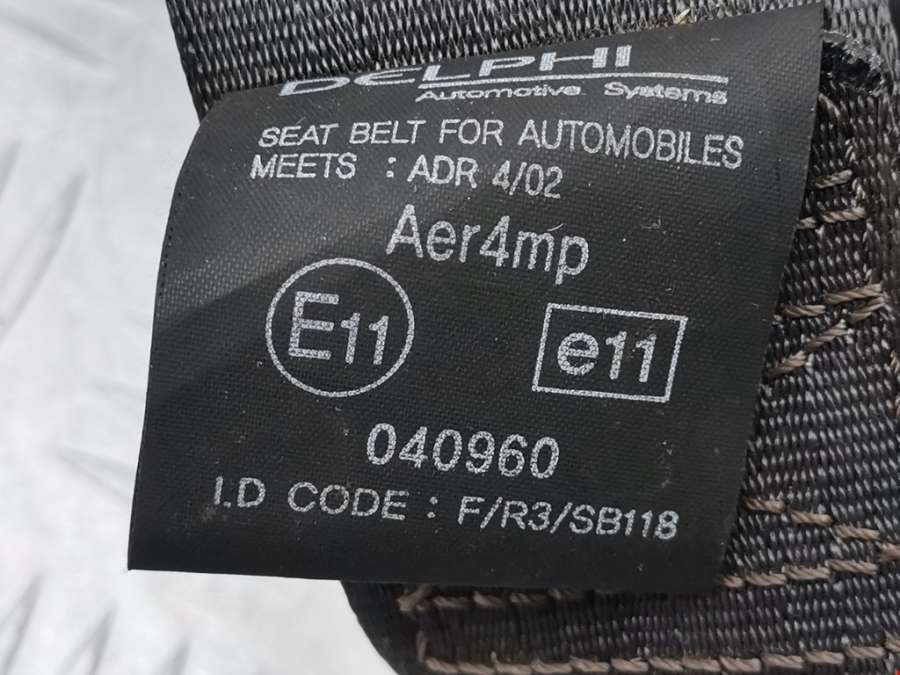 DELPHI
Automotive Systems
SEAT BELT FOR AUTOMOBILES
MEETS : ADR 4/02
Aer4mp
E11 e11
040960
I.D CODE : F/R3/SB118